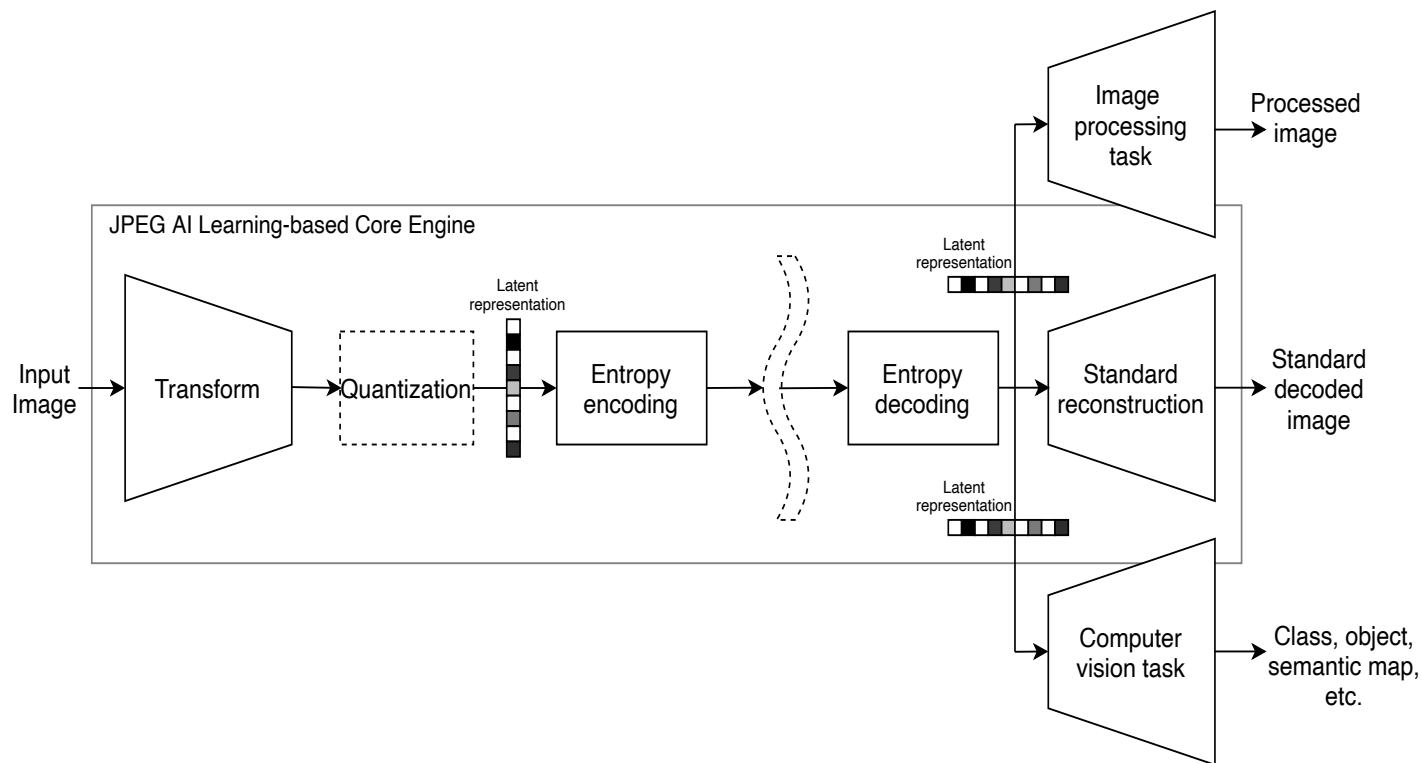 Image
processing
task
Processed
image
JPEG AI Learning-based Core Engine
Latent
representation
Latent
representation
Input
Image
Transform
Quantization
Entropy
encoding
Entropy
decoding
Standard
reconstruction
Standard
decoded
image
Latent
representation
Computer
vision task
Class, object,
semantic map,
etc.